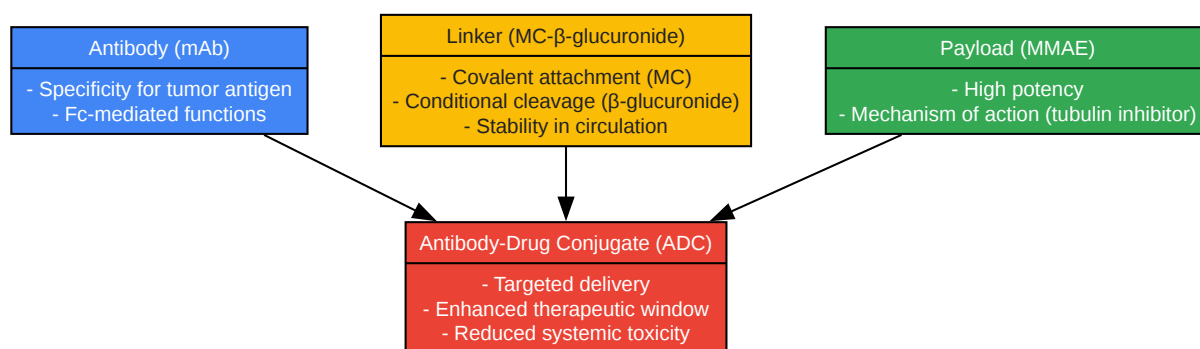 Antibody (mAb)
- Specificity for tumor antigen
- Fc-mediated functions
Linker (MC-β-glucuronide)
- Covalent attachment (MC)
- Conditional cleavage (β-glucuronide)
- Stability in circulation
Payload (MMAE)
- High potency
- Mechanism of action (tubulin inhibitor)
Antibody-Drug Conjugate (ADC)
- Targeted delivery
- Enhanced therapeutic window
- Reduced systemic toxicity